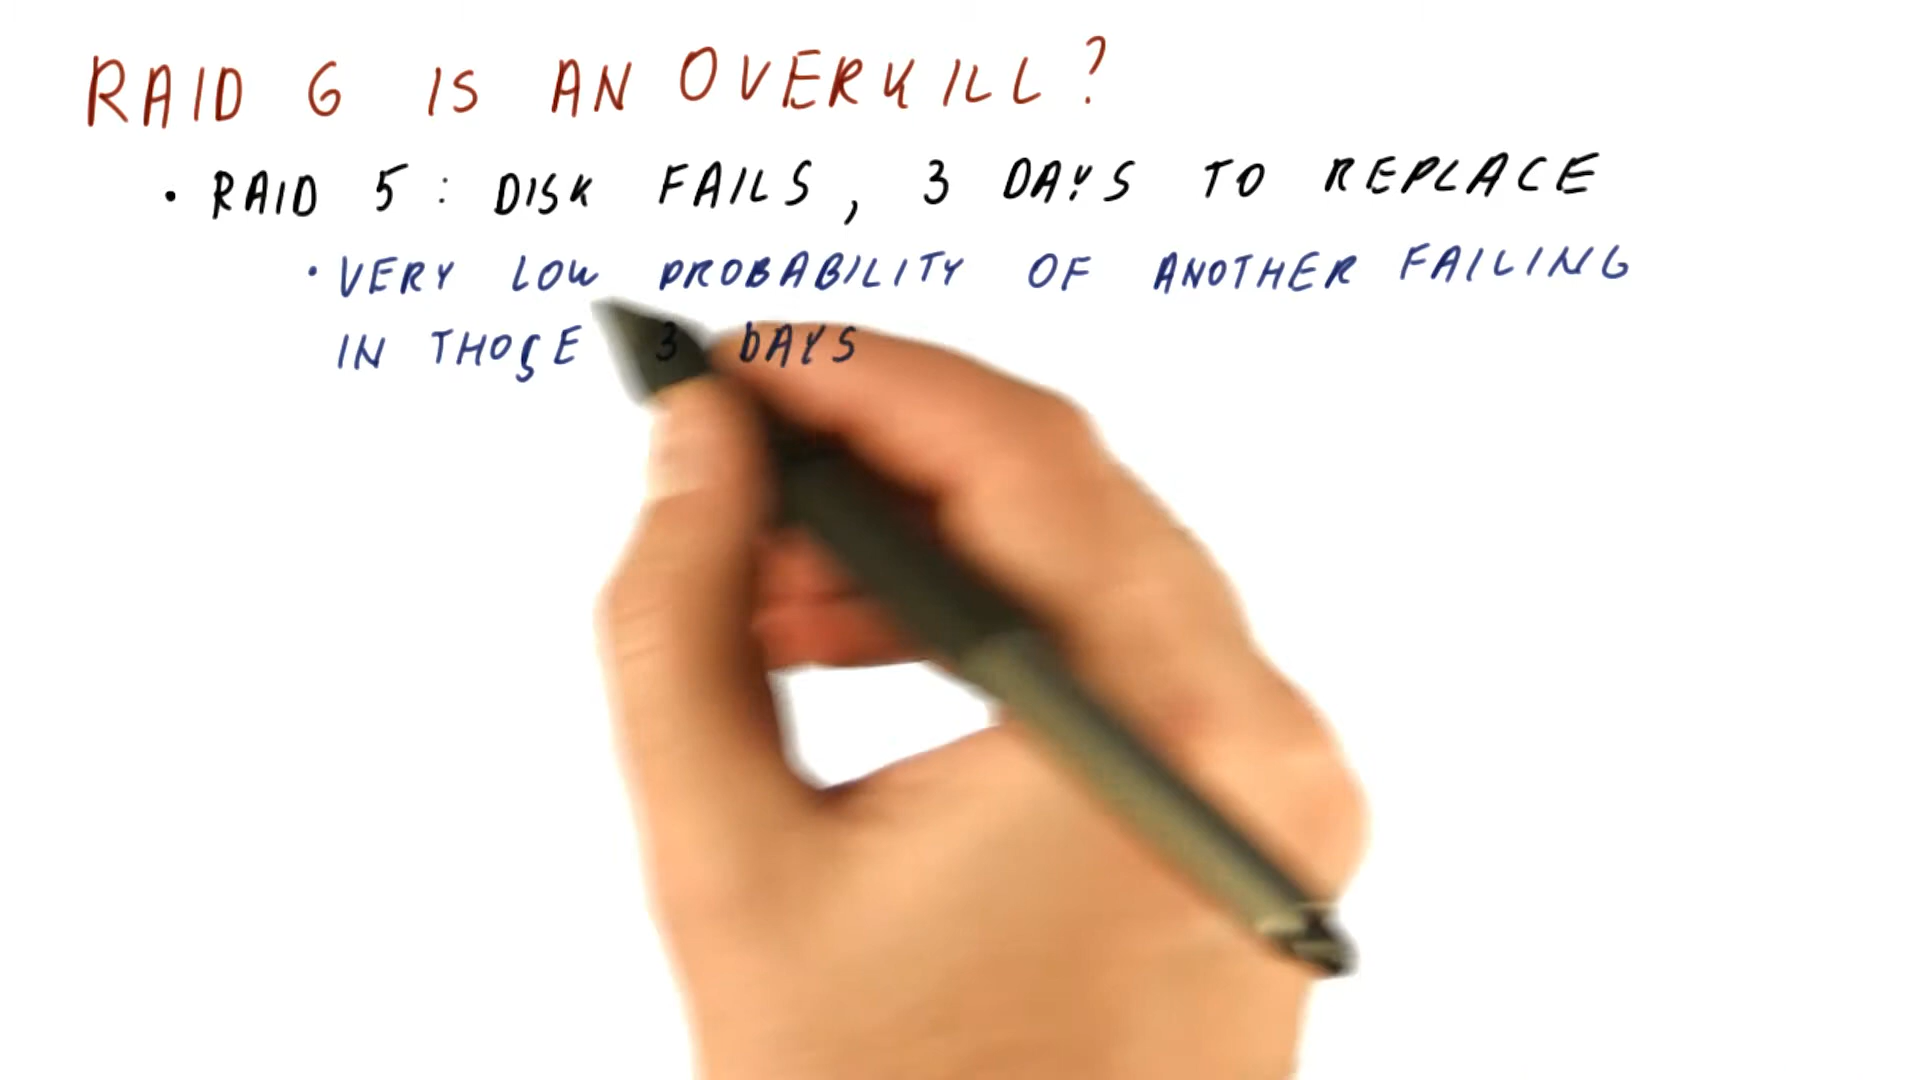 RAID 6 IS AN OVERKILL?
• RAID 5: DISK FAILS, 3 DAYS TO REPLACE
• VERY LOW PROBABILITY OF ANOTHER FAILING
IN THOSE 3 DAYS